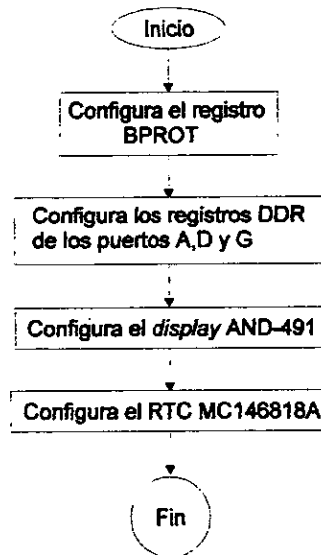 Inicio
Configura el registro
BPROT
Configura los registros DDR
de los puertos A,D y G
Configura el display AND-491
Configura el RTC MC146818A
Fin